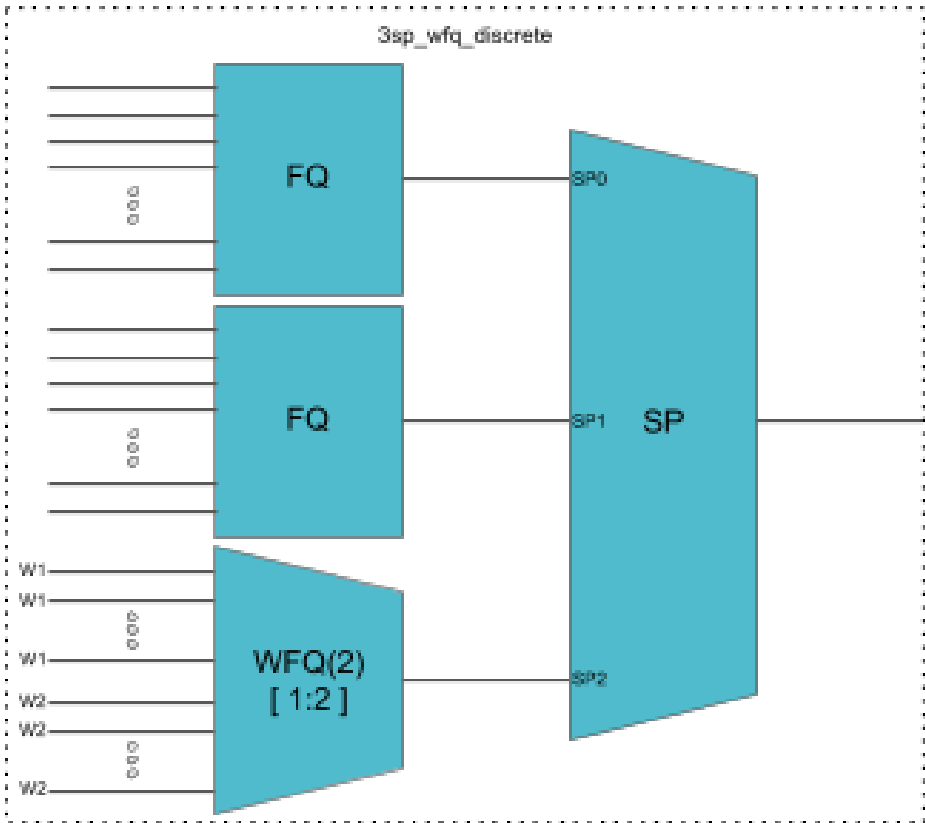 3sp_wfq_discrete
FQ
SP0
FQ
SP1
SP
W1
W1
W1
WFQ(2)
[ 1:2 ]
SP2
W2
W2
W2